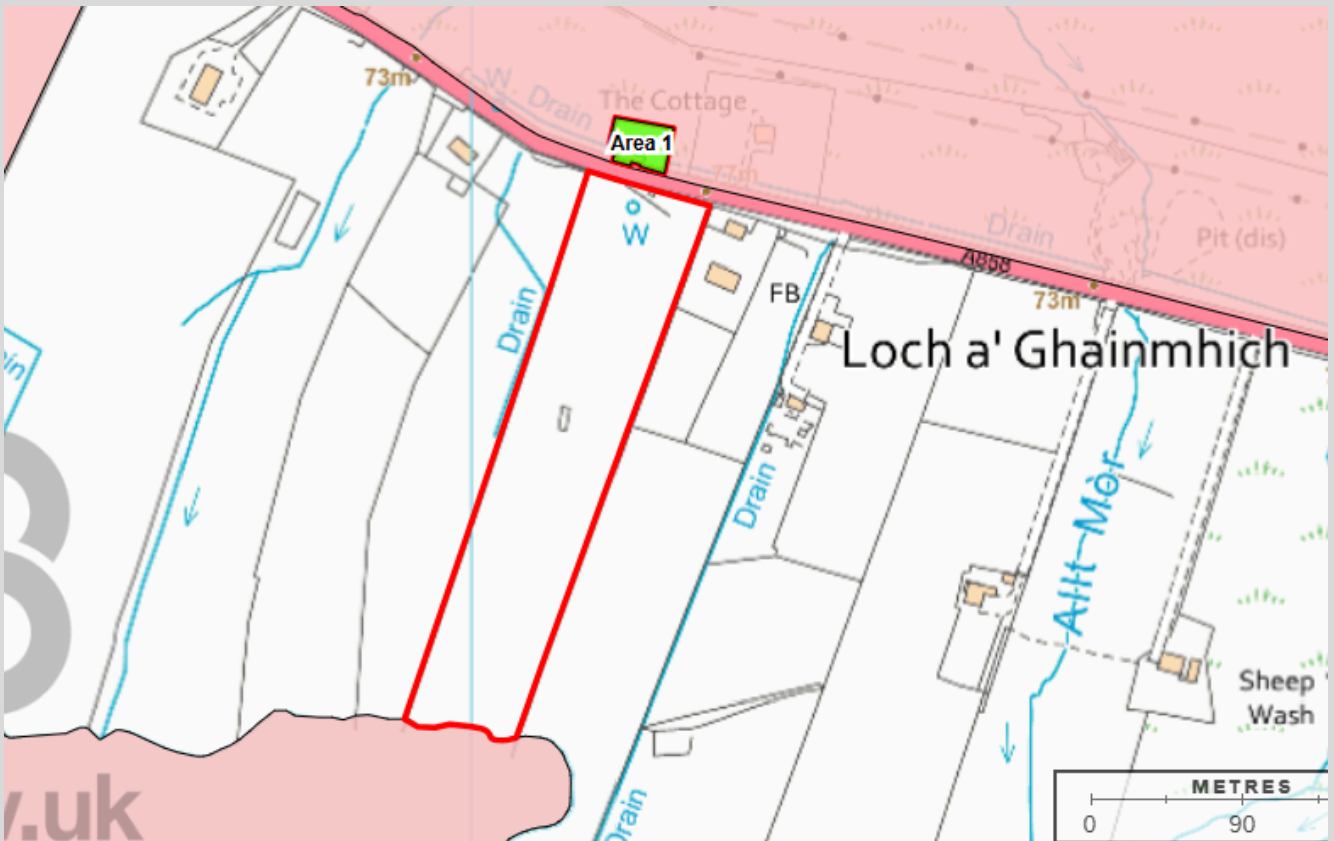 73m
W
Drain
The Cottage
Area 1
77m
W
Drain
Pit (dis)
A858
73m
FB
Drain
Loch a' Ghainmhich
Drain
Allt Mòr
Sheep
Wash
Drain
v.uk
METRES
0
90